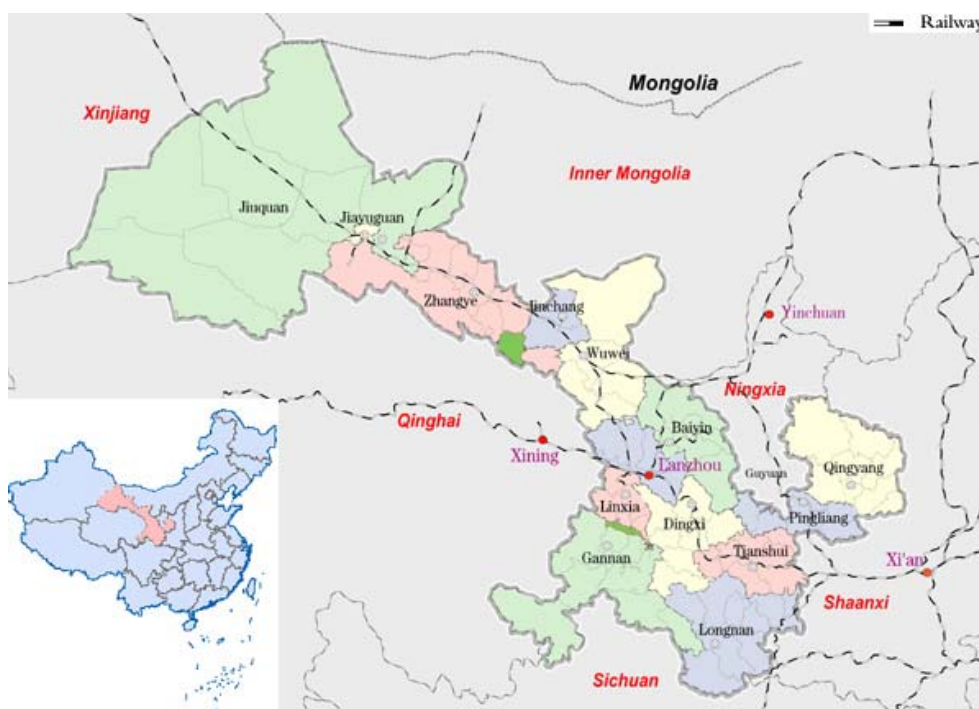 Railway
Mongolia
Xinjiang
Inner Mongolia
Jiuquan
Jiayuguan
Zhangye
Jinchang
Yinchuan
Wuwei
Ningxia
Qinghai
Baiyin
Xining
Lanzhou
Guyuan
Qingyang
Linxia
Dingxi
Pingliang
Gannan
Tianshui
Xi'an
Shaanxi
Longnan
Sichuan